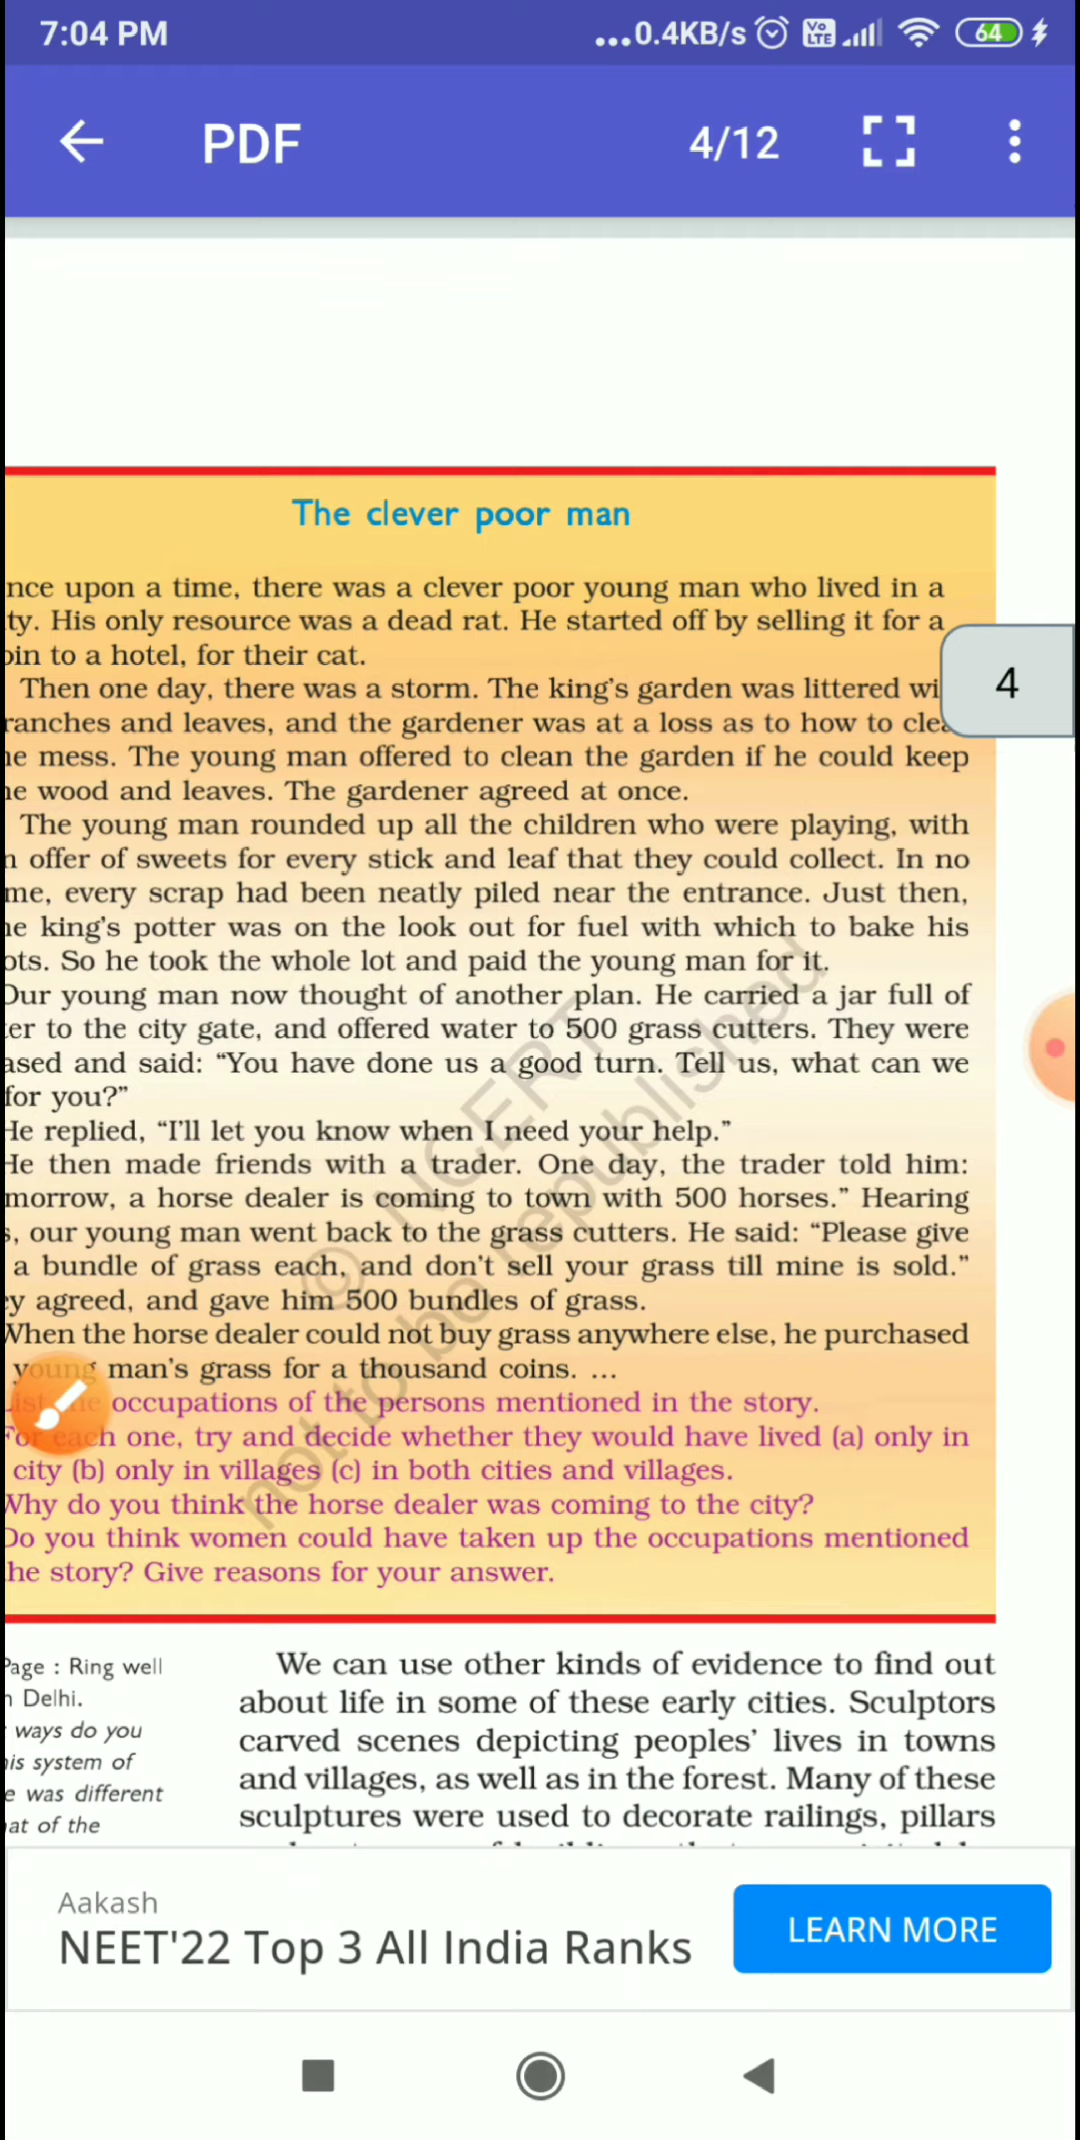 7:04 PM
...0.4KB/s
Vo LTE
64
PDF
4/12
The clever poor man
nce upon a time, there was a clever poor young man who lived in a
ty. His only resource was a dead rat. He started off by selling it for a
oin to a hotel, for their cat.
Then one day, there was a storm. The king's garden was littered wi
4
ranches and leaves, and the gardener was at a loss as to how to clea
he mess. The young man offered to clean the garden if he could keep
he wood and leaves. The gardener agreed at once.
The young man rounded up all the children who were playing, with
n offer of sweets for every stick and leaf that they could collect. In no
me, every scrap had been neatly piled near the entrance. Just then,
he king's potter was on the look out for fuel with which to bake his
ots. So he took the whole lot and paid the young man for it.
Our young man now thought of another plan. He carried a jar full of
ter to the city gate, and offered water to 500 grass cutters. They were
ased and said: “You have done us a good turn. Tell us, what can we
for you?”
He replied, “I'll let you know when I need your help.”
He then made friends with a trader. One day, the trader told him:
morrow, a horse dealer is coming to town with 500 horses.” Hearing
s, our young man went back to the grass cutters. He said: “Please give
a bundle of grass each, and don't sell your grass till mine is sold.”
ey agreed, and gave him 500 bundles of grass.
When the horse dealer could not buy grass anywhere else, he purchased
young man's grass for a thousand coins. ...
List the occupations of the persons mentioned in the story.
For each one, try and decide whether they would have lived (a) only in
city (b) only in villages (c) in both cities and villages.
Why do you think the horse dealer was coming to the city?
Do you think women could have taken up the occupations mentioned
he story? Give reasons for your answer.
© NCERT
not to be republished
Page : Ring well
n Delhi.
ways do you
his system of
e was different
hat of the
We can use other kinds of evidence to find out
about life in some of these early cities. Sculptors
carved scenes depicting peoples' lives in towns
and villages, as well as in the forest. Many of these
sculptures were used to decorate railings, pillars
Aakash
NEET'22 Top 3 All India Ranks
LEARN MORE